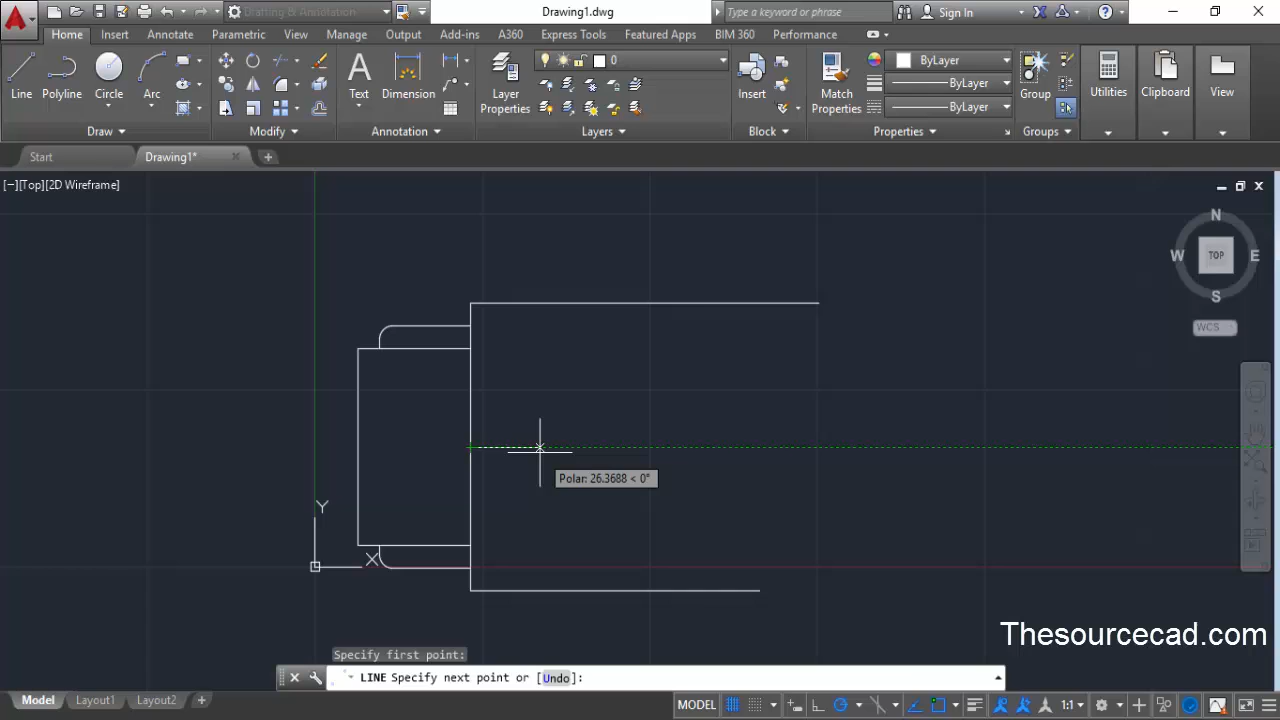 Drafting & Annotation
Drawing1.dwg
Type a keyword or phrase
Sign In
Home Insert Annotate Parametric View Manage Output Add-ins A360 Express Tools Featured Apps BIM 360 Performance
Line
Polyline
Circle
Arc
Text
Dimension
Layer
Properties
0
Insert
Match
Properties
ByLayer
ByLayer
ByLayer
Group
Utilities
Clipboard
View
Draw Modify Annotation Layers Block Properties Groups
Start Drawing1*
[−][Top][2D Wireframe]
N
W TOP E
S
WCS
Polar: 26.3688 < 0°
Y
X
Thesourcecad.com
Specify first point:
LINE Specify next point or [Undo]:
Model Layout1 Layout2
MODEL 1:1